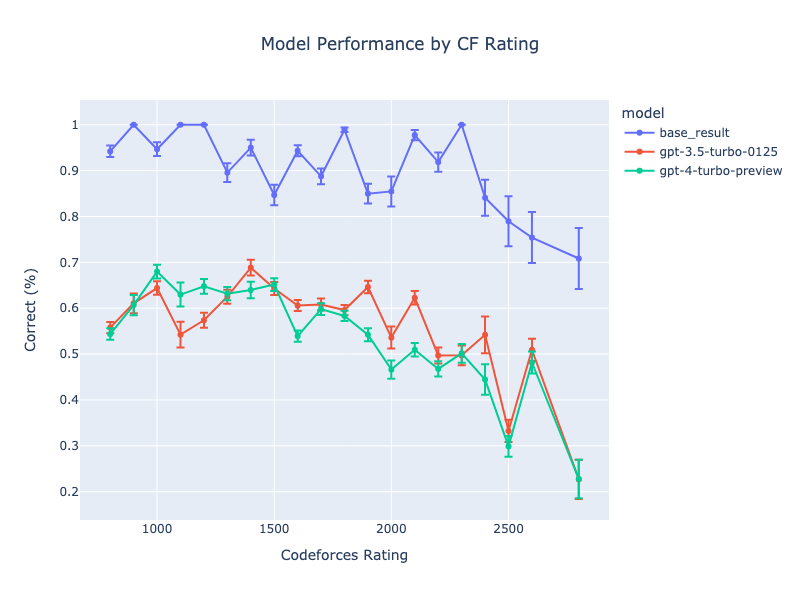 Model Performance by CF Rating
model
base_result
gpt-3.5-turbo-0125
gpt-4-turbo-preview
Correct (%)
1
0.9
0.8
0.7
0.6
0.5
0.4
0.3
0.2
1000 1500 2000 2500
Codeforces Rating